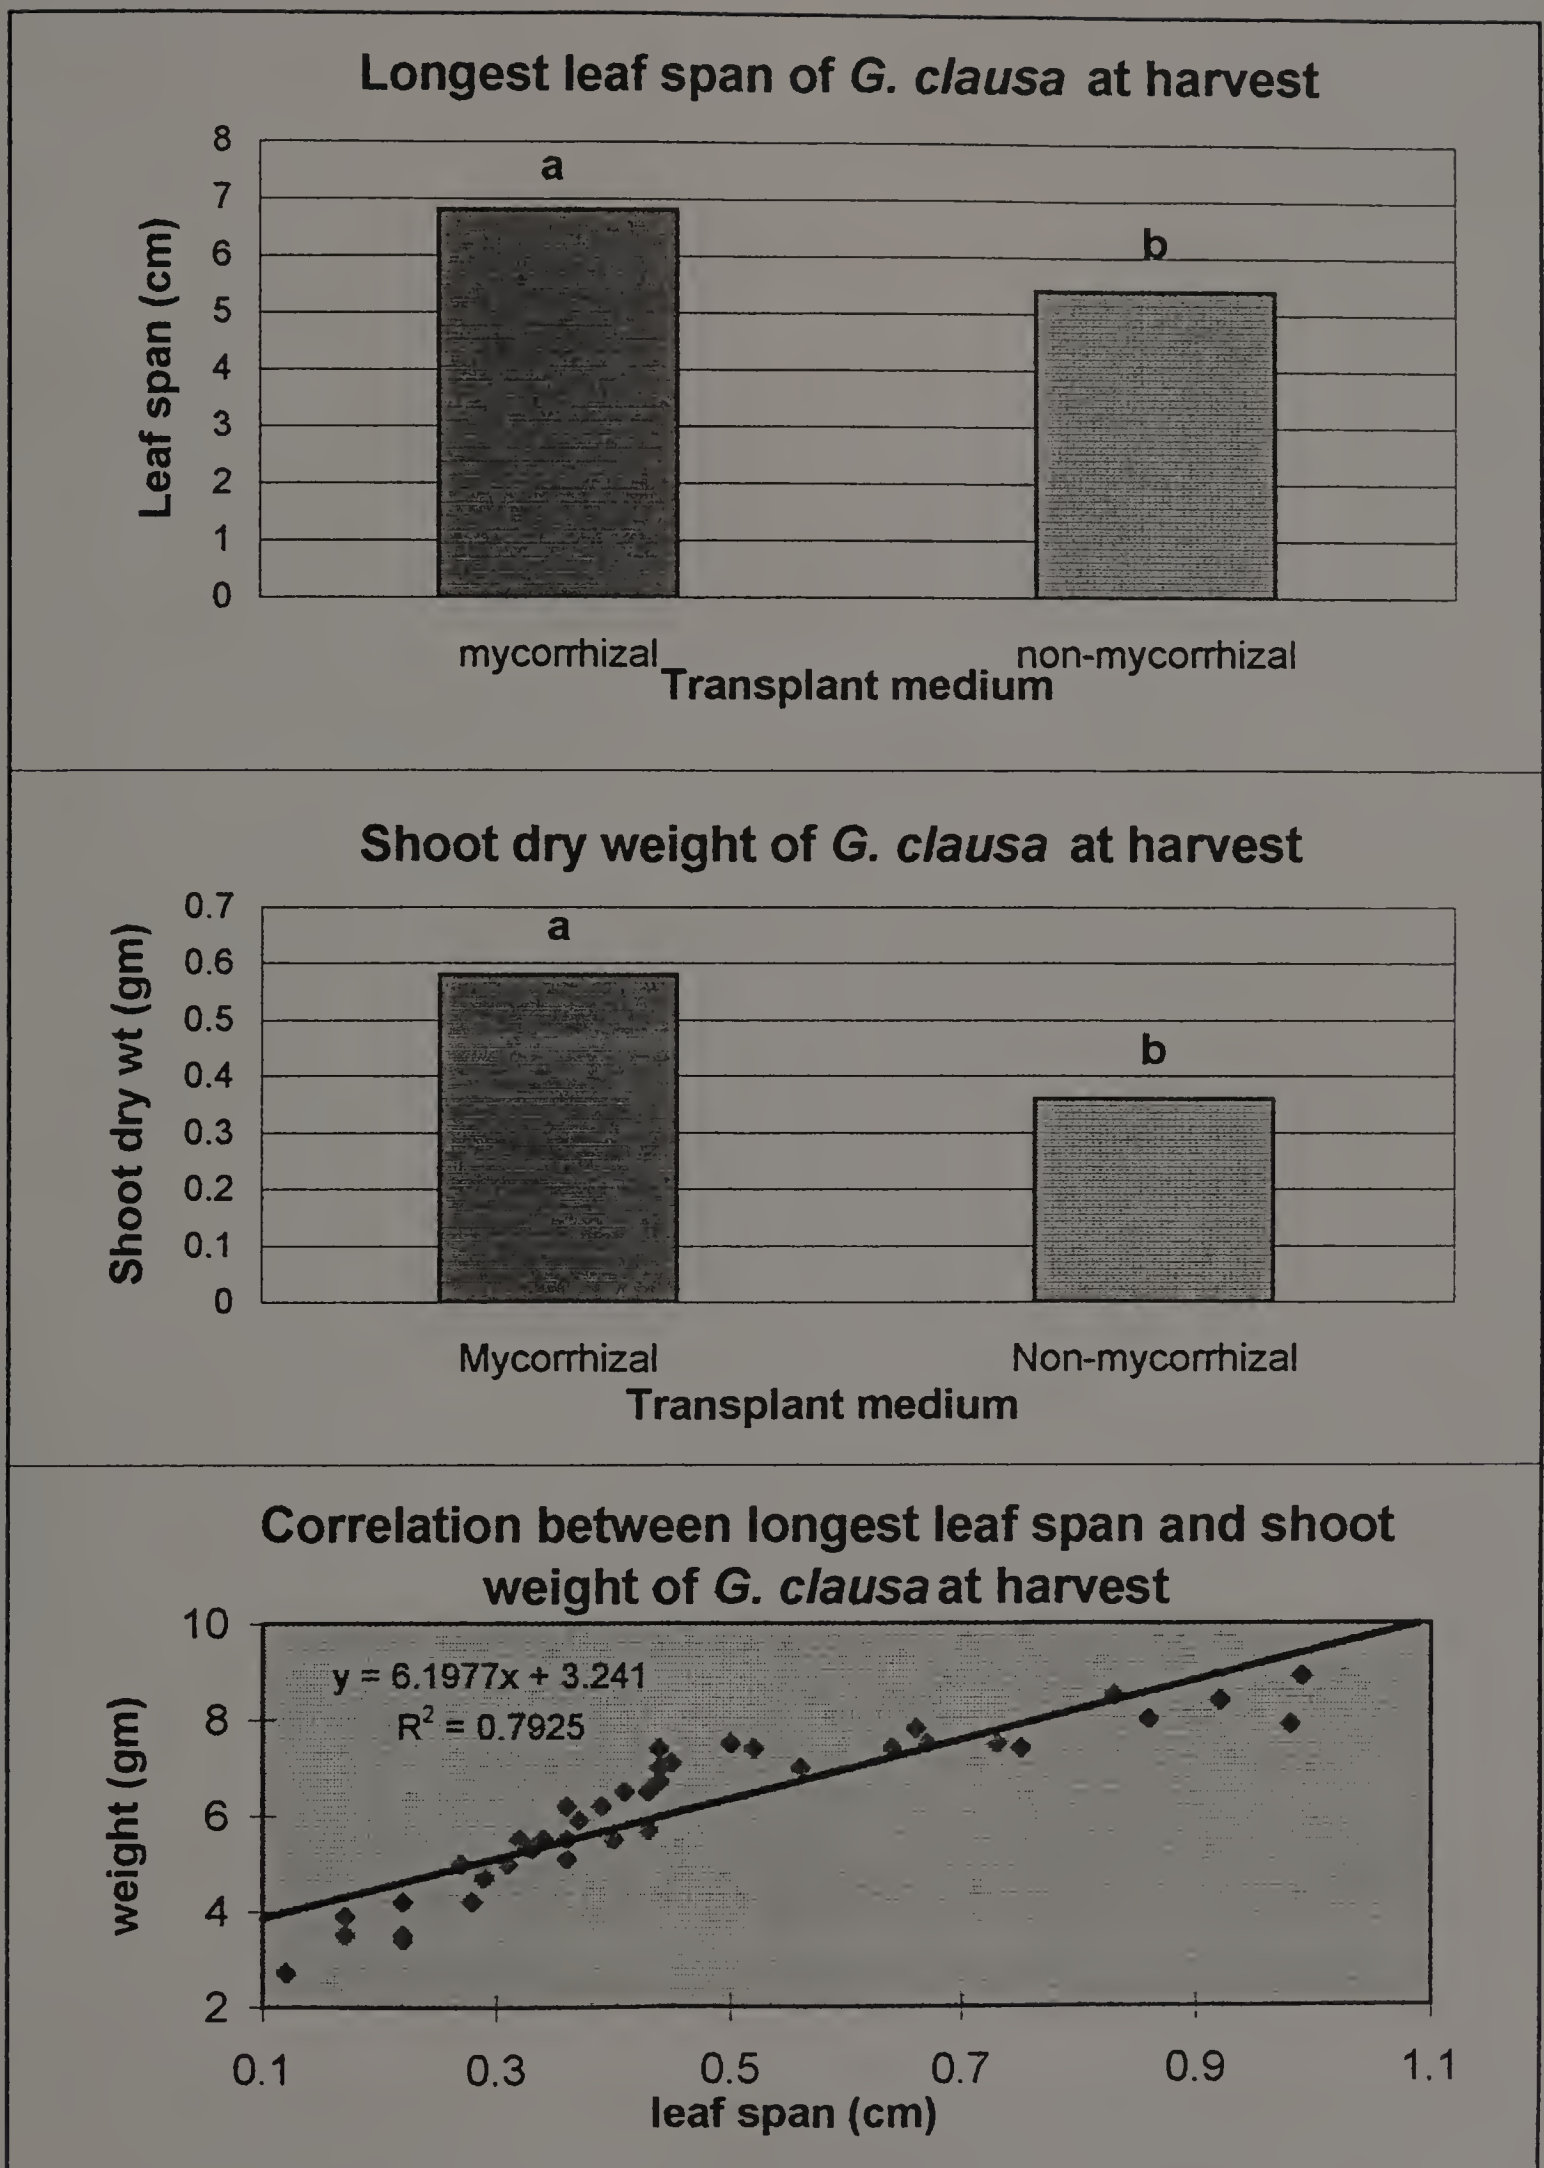 Longest leaf span of G. clausa at harvest
8
a
7
6
b
5
4
3
2
1
0
Leaf span (cm)
mycorrhizal
non-mycorrhizal
Transplant medium
Shoot dry weight of G. clausa at harvest
0.7
a
0.6
0.5
b
0.4
0.3
0.2
0.1
0
Shoot dry wt (gm)
Mycorrhizal
Non-mycorrhizal
Transplant medium
Correlation between longest leaf span and shoot
weight of G. clausa at harvest
10
y = 6.1977x + 3.241
R² = 0.7925
8
6
4
2
weight (gm)
0.1
0.3
0.5
0.7
0.9
1.1
leaf span (cm)